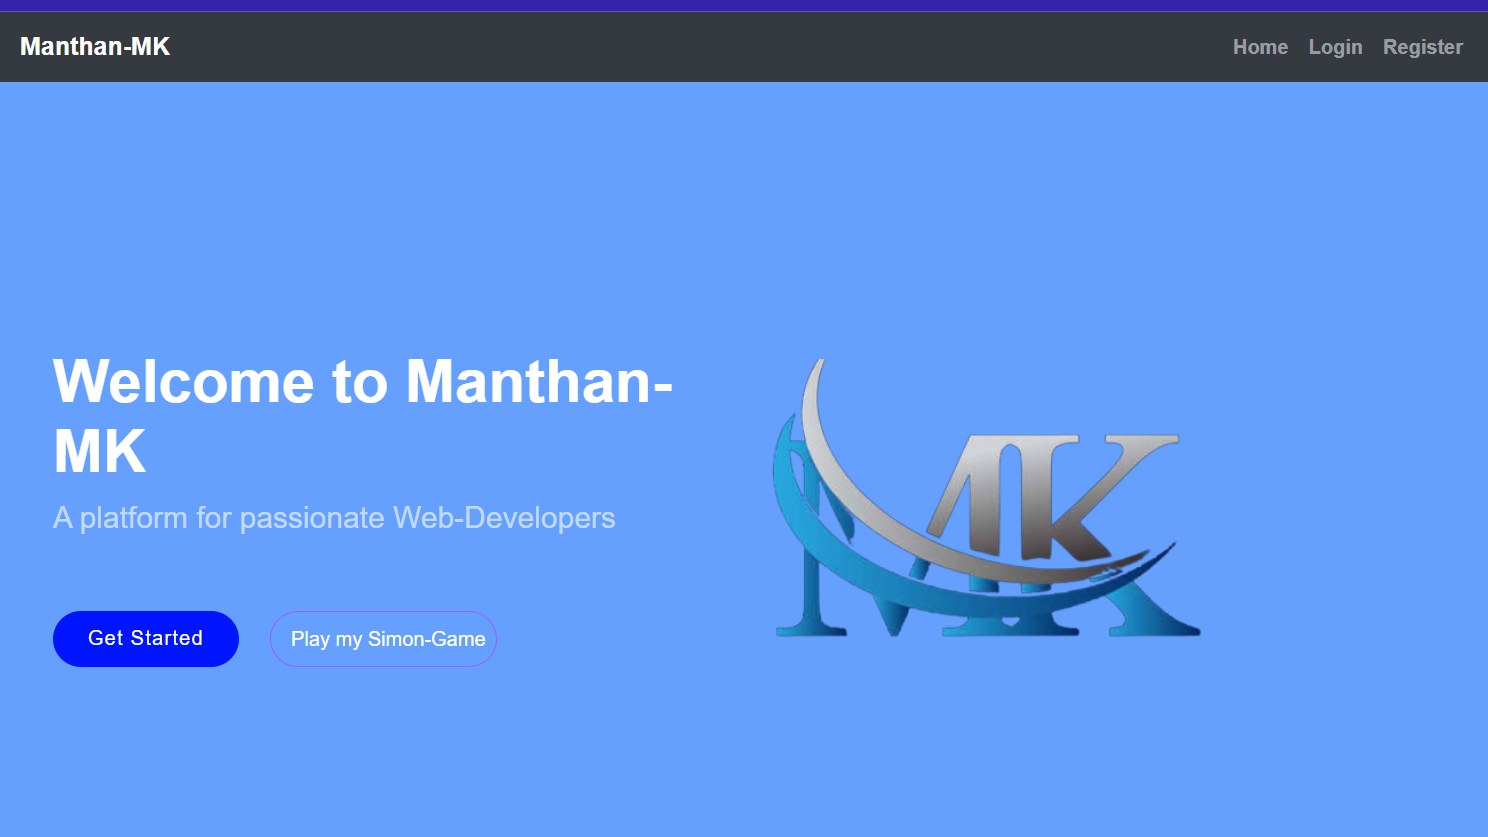 Manthan-MK
Home Login Register
Welcome to Manthan-
MK
A platform for passionate Web-Developers
MK
MK
Get Started
Play my Simon-Game